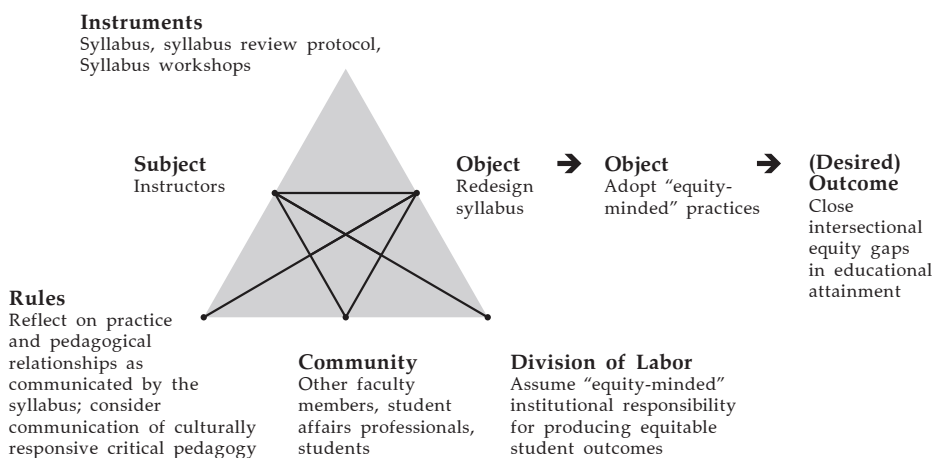 Instruments
Syllabus, syllabus review protocol,
Syllabus workshops
Subject
Instructors
Object
Redesign
syllabus
Object
Adopt “equity-
minded” practices
(Desired)
Outcome
Close
intersectional
equity gaps
in educational
attainment
Rules
Reflect on practice
and pedagogical
relationships as
communicated by the
syllabus; consider
communication of culturally
responsive critical pedagogy
Community
Other faculty
members, student
affairs professionals,
students
Division of Labor
Assume “equity-minded”
institutional responsibility
for producing equitable
student outcomes